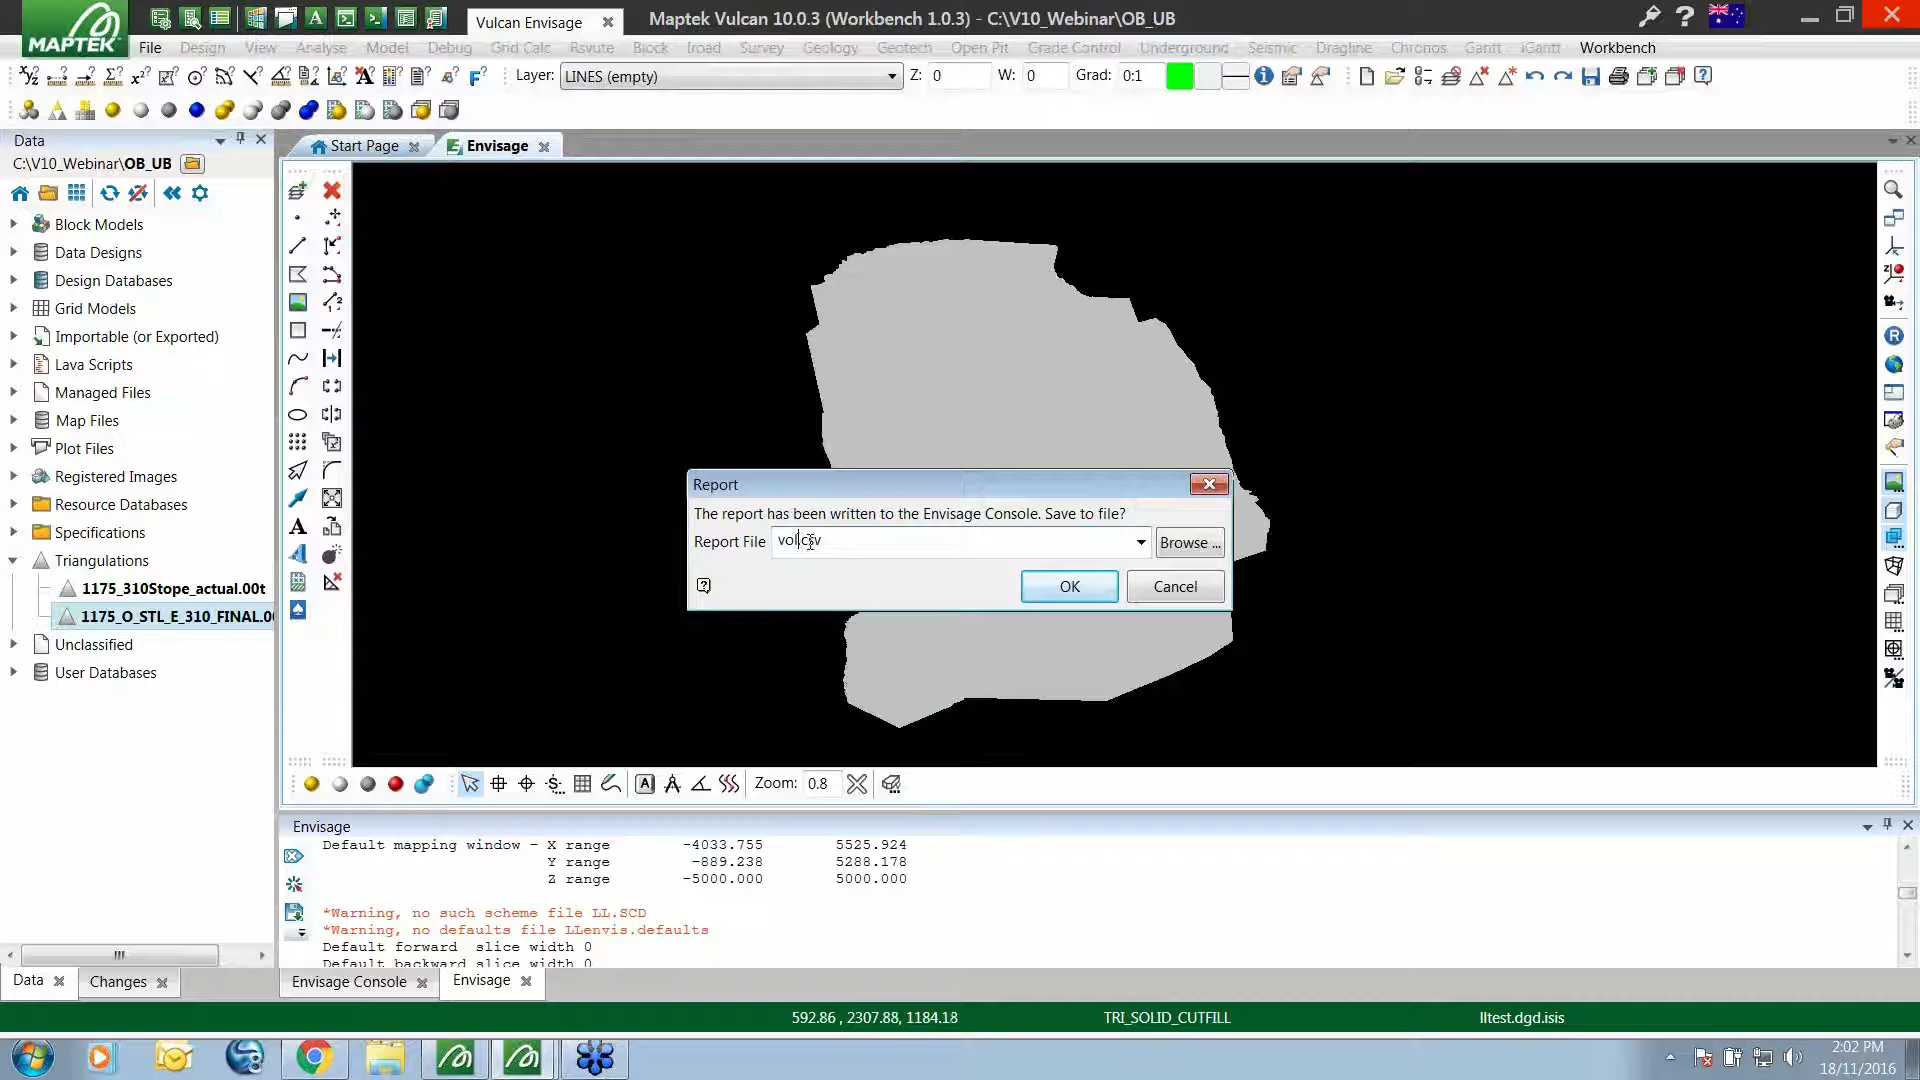 Vulcan Envisage
Maptek Vulcan 10.0.3 (Workbench 1.0.3) - C:\V10_Webinar\OB_UB
MAPTEK
File Design View Analyse Model Debug Grid Calc Rsvute Block Iroad Survey Geology Geotech Open Pit Grade Control Underground Seismic Dragline Chronos Gantt iGantt Workbench
Layer: LINES (empty) Z: 0 W: 0 Grad: 0:1
Data
C:\V10_Webinar\OB_UB
Start Page
Envisage
Block Models
Data Designs
Design Databases
Grid Models
Importable (or Exported)
Lava Scripts
Managed Files
Map Files
Plot Files
Registered Images
Resource Databases
Specifications
Triangulations
1175_310Stope_actual.00t
1175_O_STL_E_310_FINAL.0
Unclassified
User Databases
Report
The report has been written to the Envisage Console. Save to file?
Report File vol.csv Browse ...
OK Cancel
Zoom: 0.8
Envisage
Default mapping window - X range -4033.755 5525.924
Y range -889.238 5288.178
Z range -5000.000 5000.000
*Warning, no such scheme file LL.SCD
*Warning, no defaults file LLenvis.defaults
Default forward slice width 0
Default backward slice width 0
Data Changes
Envisage Console Envisage
592.86 , 2307.88, 1184.18 TRI_SOLID_CUTFILL lltest.dgd.isis
2:02 PM
18/11/2016